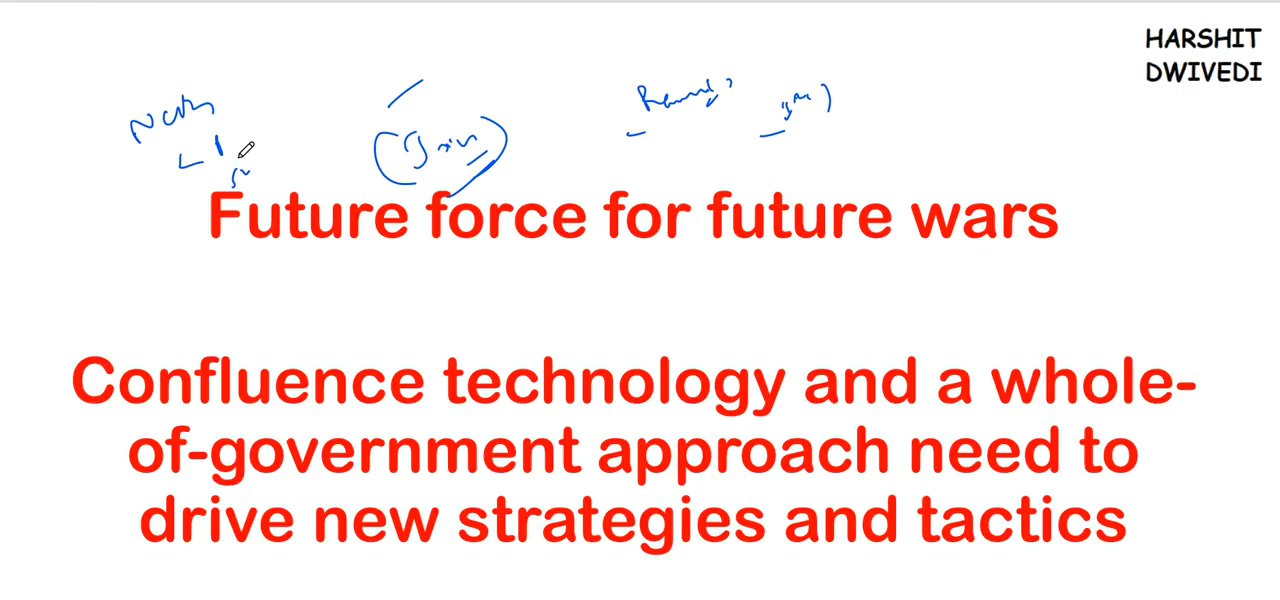 HARSHIT
DWIVEDI
Future force for future wars
Confluence technology and a whole-
of-government approach need to
drive new strategies and tactics